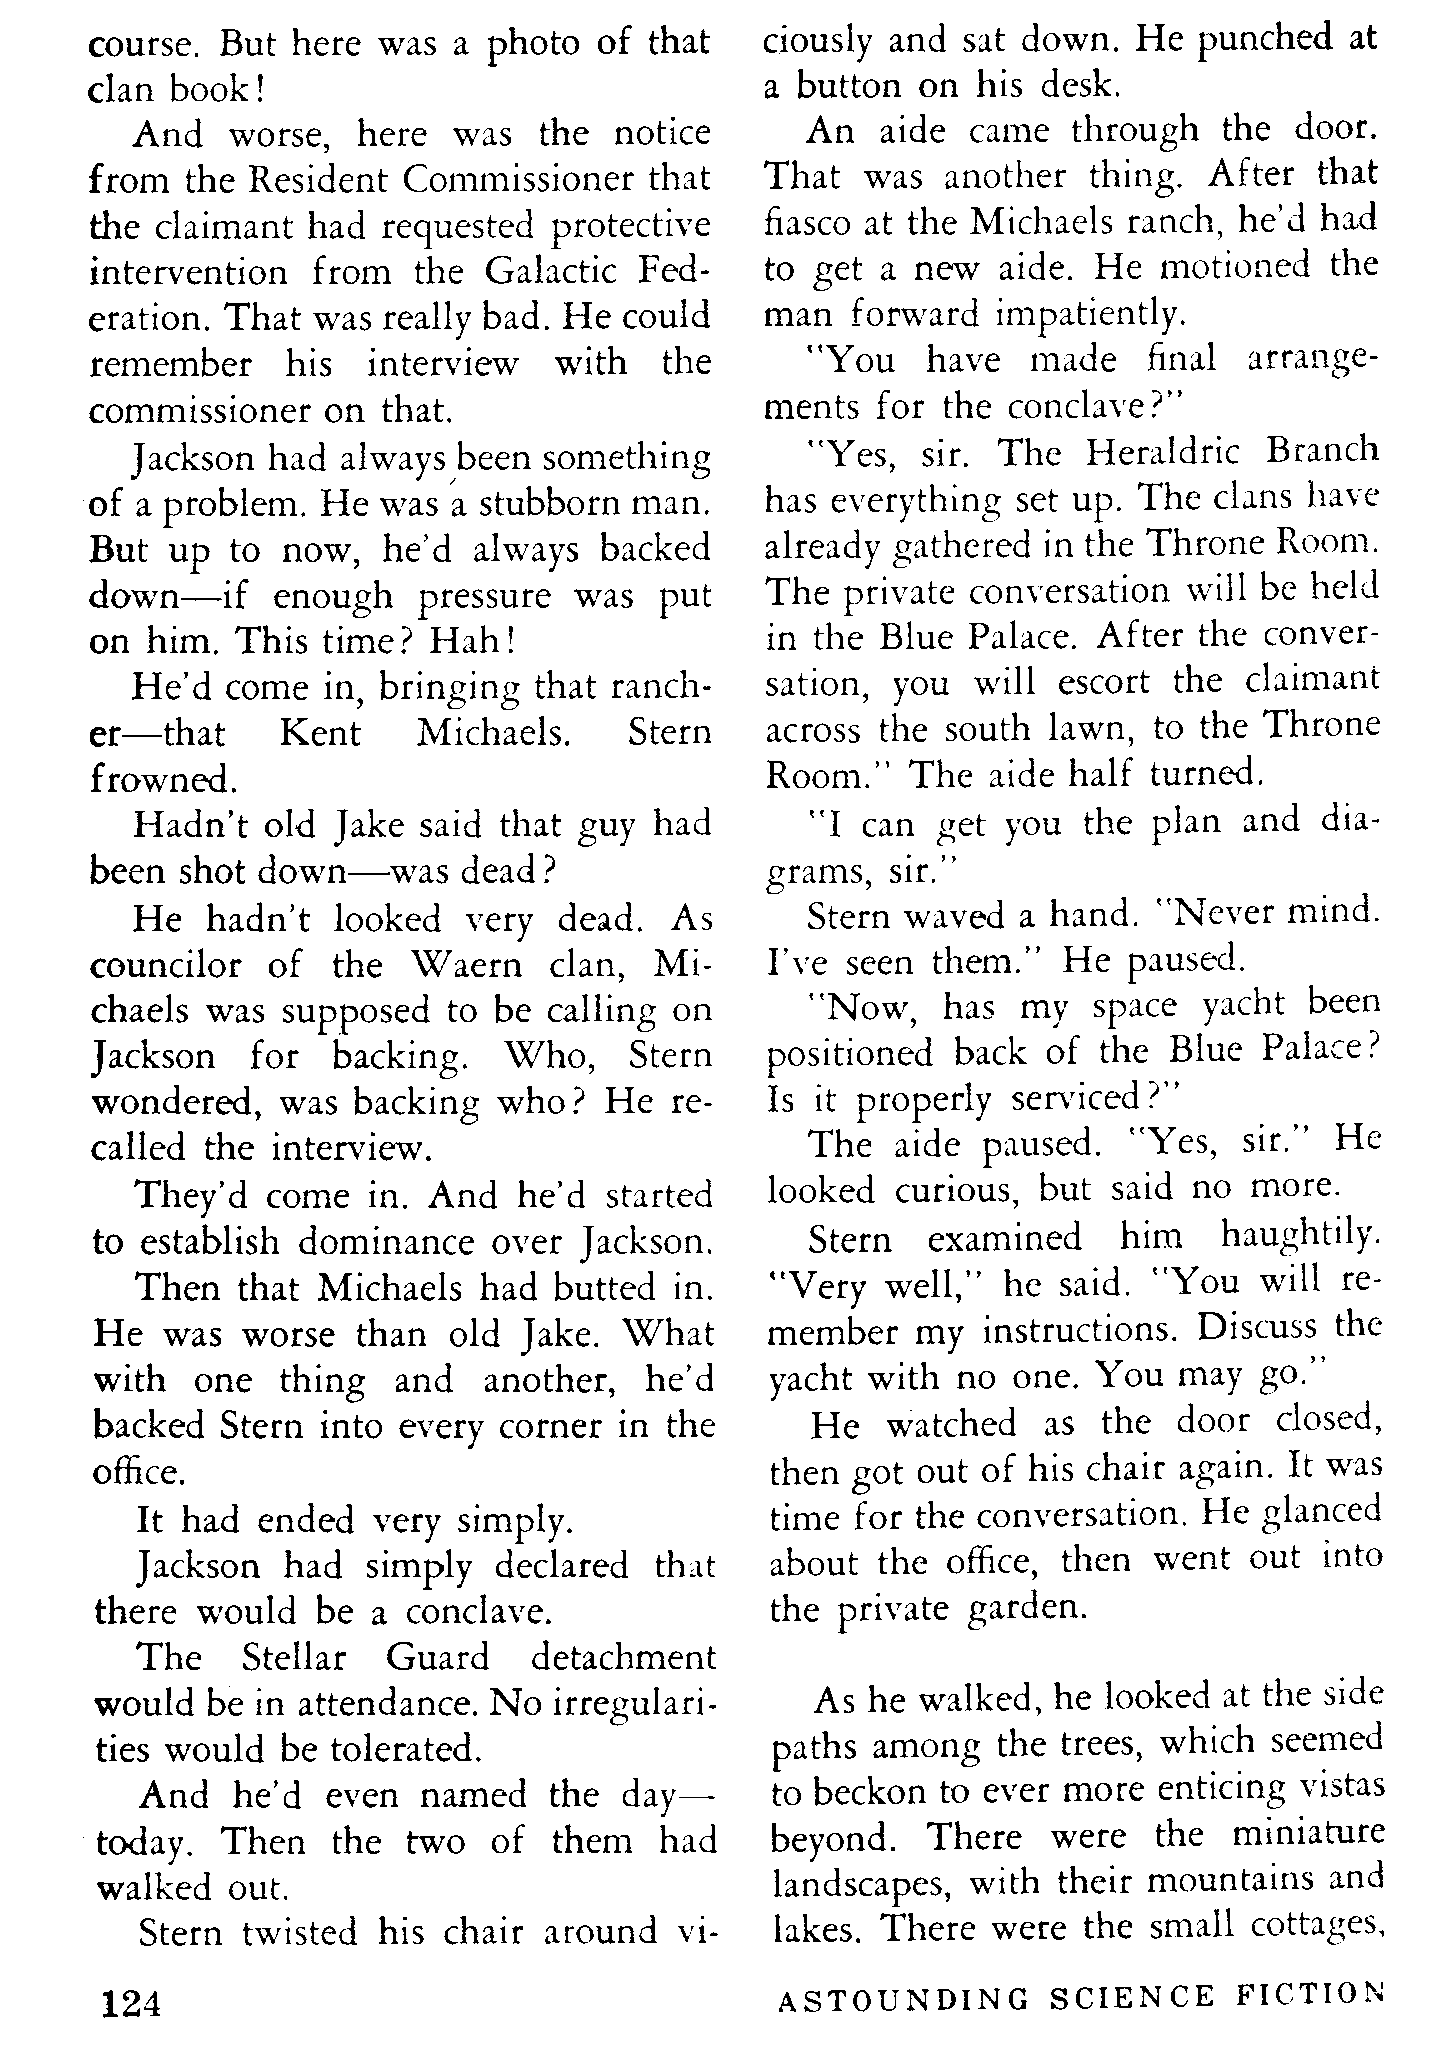 course. But here was a photo of that
clan book!
And worse, here was the notice
from the Resident Commissioner that
the claimant had requested protective
intervention from the Galactic Fed-
eration. That was really bad. He could
remember his interview with the
commissioner on that.
Jackson had always been something
of a problem. He was a stubborn man.
But up to now, he'd always backed
down—if enough pressure was put
on him. This time? Hah!
He'd come in, bringing that ranch-
er—that Kent Michaels. Stern
frowned.
Hadn't old Jake said that guy had
been shot down—was dead?
He hadn't looked very dead. As
councilor of the Waern clan, Mi-
chaels was supposed to be calling on
Jackson for backing. Who, Stern
wondered, was backing who? He re-
called the interview.
They'd come in. And he'd started
to establish dominance over Jackson.
Then that Michaels had butted in.
He was worse than old Jake. What
with one thing and another, he'd
backed Stern into every corner in the
office.
It had ended very simply.
Jackson had simply declared that
there would be a conclave.
The Stellar Guard detachment
would be in attendance. No irregulari-
ties would be tolerated.
And he'd even named the day—
today. Then the two of them had
walked out.
Stern twisted his chair around vi-
ciously and sat down. He punched at
a button on his desk.
An aide came through the door.
That was another thing. After that
fiasco at the Michaels ranch, he'd had
to get a new aide. He motioned the
man forward impatiently.
"You have made final arrange-
ments for the conclave?"
"Yes, sir. The Heraldric Branch
has everything set up. The clans have
already gathered in the Throne Room.
The private conversation will be held
in the Blue Palace. After the conver-
sation, you will escort the claimant
across the south lawn, to the Throne
Room." The aide half turned.
"I can get you the plan and dia-
grams, sir."
Stern waved a hand. "Never mind.
I've seen them." He paused.
"Now, has my space yacht been
positioned back of the Blue Palace?
Is it properly serviced?"
The aide paused. "Yes, sir." He
looked curious, but said no more.
Stern examined him haughtily.
"Very well," he said. "You will re-
member my instructions. Discuss the
yacht with no one. You may go."
He watched as the door closed,
then got out of his chair again. It was
time for the conversation. He glanced
about the office, then went out into
the private garden.
As he walked, he looked at the side
paths among the trees, which seemed
to beckon to ever more enticing vistas
beyond. There were the miniature
landscapes, with their mountains and
lakes. There were the small cottages,
124
ASTOUNDING SCIENCE FICTION